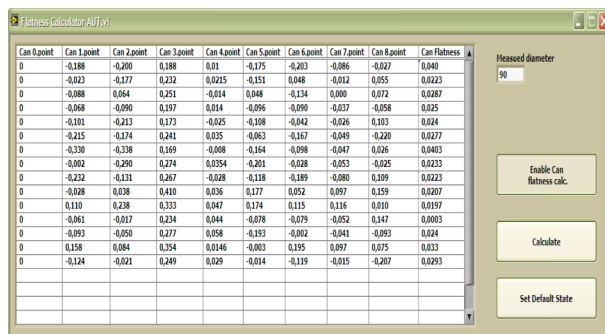 Flatness Calculator AUT.vi
Can 0.point Can 1.point Can 2.point Can 3.point Can 4.point Can 5.point Can 6.point Can 7.point Can 8.point Can Flatness
0 -0,188 -0,200 0,188 0,01 -0,175 -0,203 -0,086 -0,027 0,040
0 -0,023 -0,177 0,232 0,0215 -0,151 0,048 -0,012 0,055 0,0223
0 -0,088 0,064 0,251 -0,014 0,048 -0,134 0,000 0,072 0,0287
0 -0,068 -0,090 0,197 0,014 -0,096 -0,090 -0,037 -0,058 0,025
0 -0,101 -0,213 0,173 -0,025 -0,108 -0,042 -0,026 0,103 0,024
0 -0,215 -0,174 0,241 0,035 -0,063 -0,167 -0,049 -0,220 0,0277
0 -0,330 -0,338 0,169 -0,008 -0,164 -0,098 -0,047 0,026 0,0403
0 -0,002 -0,290 0,274 0,0354 -0,201 -0,028 -0,053 -0,025 0,0233
0 -0,232 -0,131 0,267 -0,028 -0,118 -0,189 -0,080 0,109 0,0223
0 -0,028 0,038 0,410 0,036 0,177 0,052 0,097 0,159 0,0207
0 0,110 0,238 0,333 0,047 0,174 0,115 0,116 0,010 0,0197
0 -0,061 -0,017 0,234 0,044 -0,078 -0,079 -0,052 0,147 0,0003
0 -0,093 -0,050 0,277 0,058 -0,193 -0,002 -0,041 -0,093 0,024
0 0,158 0,084 0,354 0,0146 -0,003 0,195 0,097 0,075 0,033
0 -0,124 -0,021 0,249 0,029 -0,014 -0,119 -0,015 -0,207 0,0293
Measued diameter
90
Enable Can
flatness calc.
Calculate
Set Default State